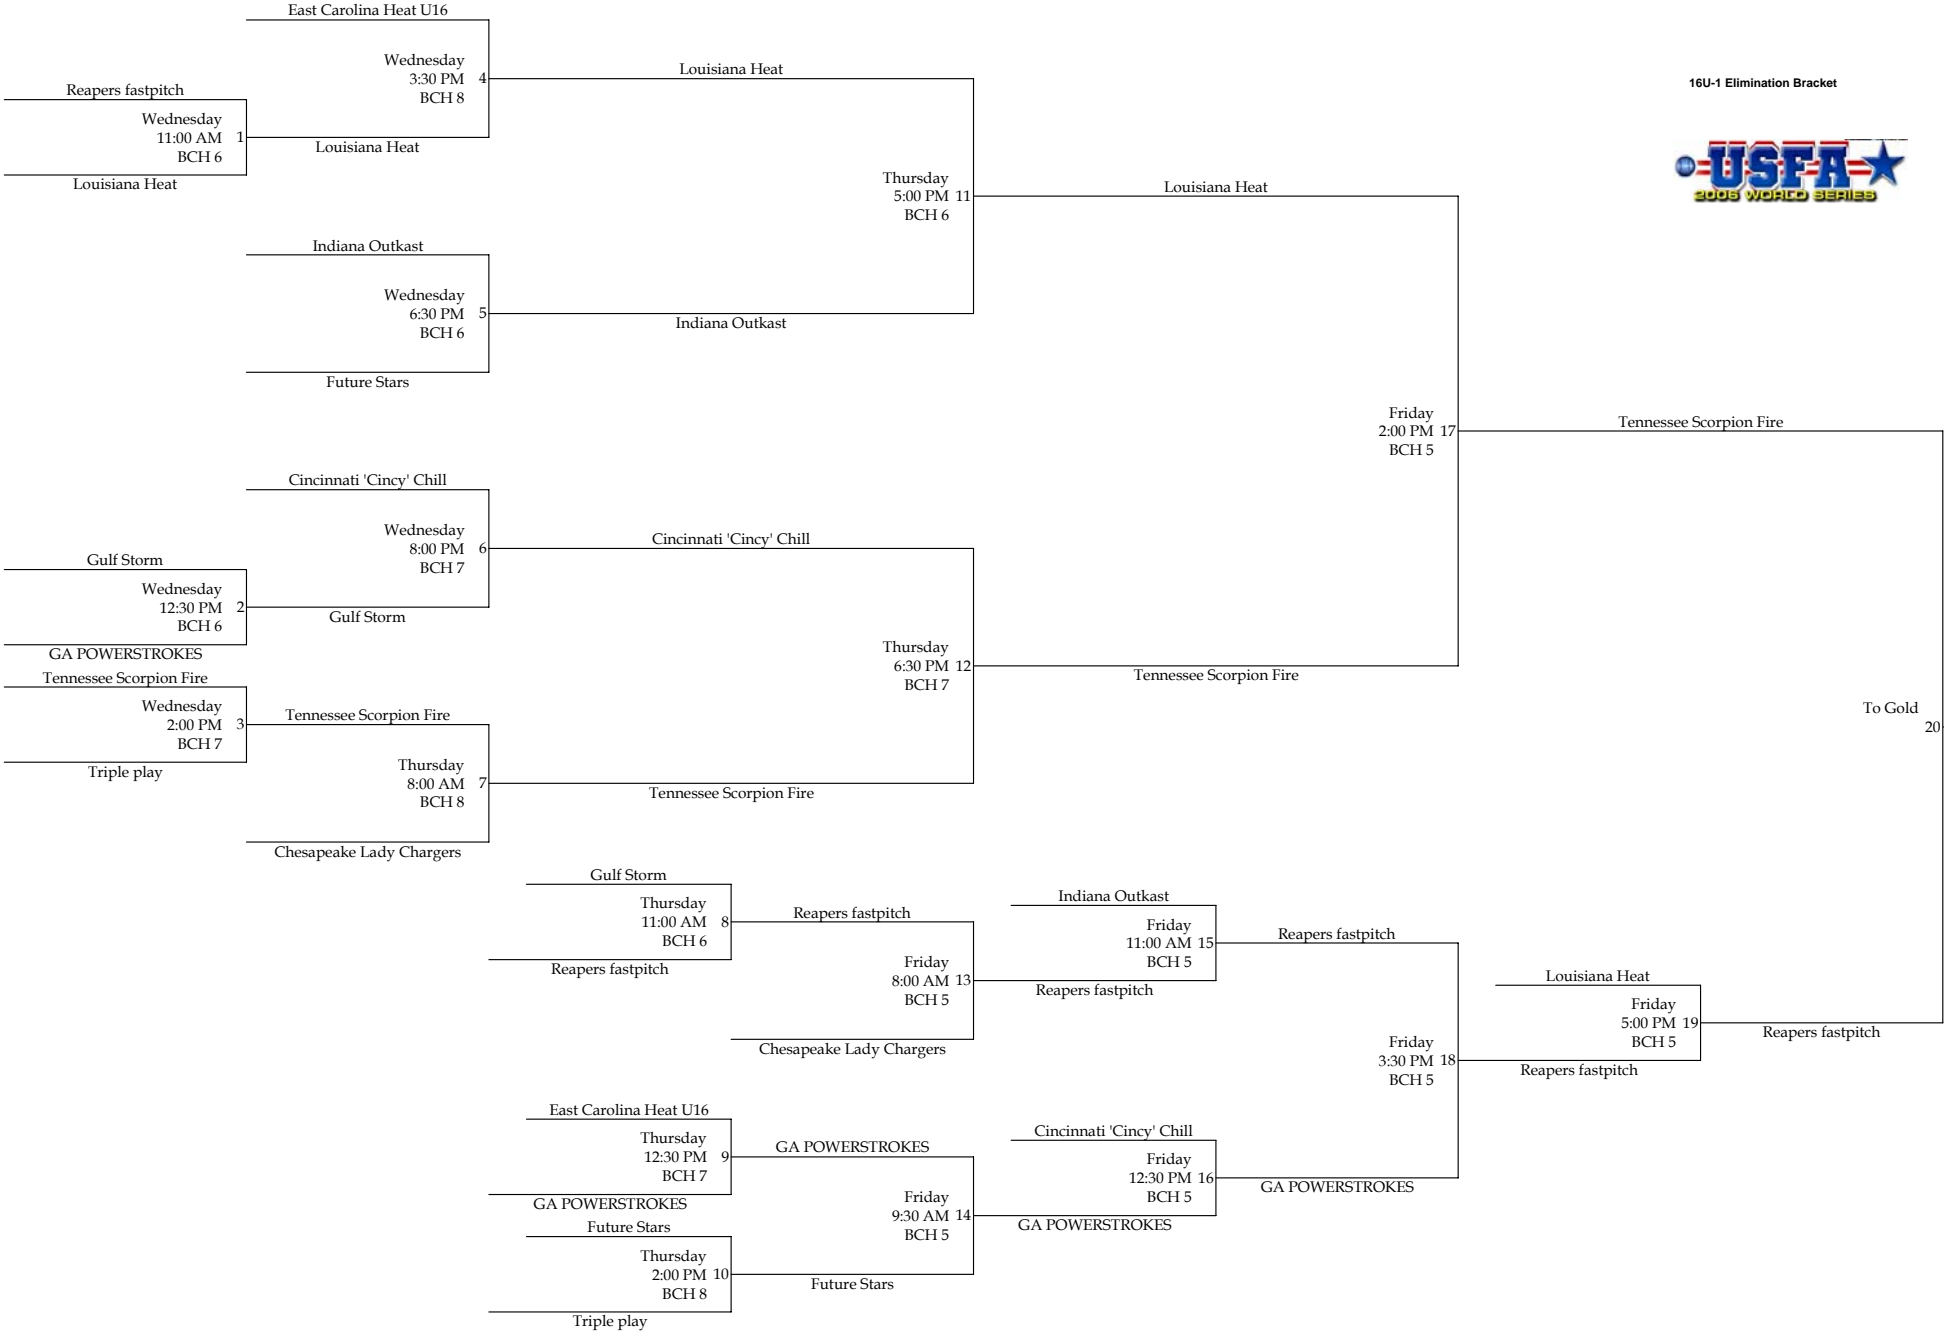 East Carolina Heat U16
Wednesday
3:30 PM 4
BCH 8
Louisiana Heat
16U-1 Elimination Bracket
Reapers fastpitch
Wednesday
11:00 AM 1
BCH 6
Louisiana Heat
Louisiana Heat
USFA
2006 WORLD SERIES
Thursday
5:00 PM 11
BCH 6
Louisiana Heat
Indiana Outkast
Wednesday
6:30 PM 5
BCH 6
Indiana Outkast
Future Stars
Friday
2:00 PM 17
BCH 5
Tennessee Scorpion Fire
Cincinnati 'Cincy' Chill
Wednesday
8:00 PM 6
BCH 7
Cincinnati 'Cincy' Chill
Gulf Storm
Wednesday
12:30 PM 2
BCH 6
Gulf Storm
GA POWERSTROKES
Thursday
6:30 PM 12
BCH 7
Tennessee Scorpion Fire
Tennessee Scorpion Fire
Wednesday
2:00 PM 3
BCH 7
Tennessee Scorpion Fire
Triple play
Thursday
8:00 AM 7
BCH 8
Tennessee Scorpion Fire
Chesapeake Lady Chargers
To Gold
20
Gulf Storm
Thursday
11:00 AM 8
BCH 6
Reapers fastpitch
Reapers fastpitch
Friday
8:00 AM 13
BCH 5
Chesapeake Lady Chargers
Indiana Outkast
Friday
11:00 AM 15
BCH 5
Reapers fastpitch
Reapers fastpitch
Louisiana Heat
Friday
5:00 PM 19
BCH 5
Reapers fastpitch
Friday
3:30 PM 18
BCH 5
Reapers fastpitch
East Carolina Heat U16
Thursday
12:30 PM 9
BCH 7
GA POWERSTROKES
GA POWERSTROKES
Cincinnati 'Cincy' Chill
Friday
12:30 PM 16
BCH 5
GA POWERSTROKES
Friday
9:30 AM 14
BCH 5
GA POWERSTROKES
Future Stars
Thursday
2:00 PM 10
BCH 8
Future Stars
Triple play